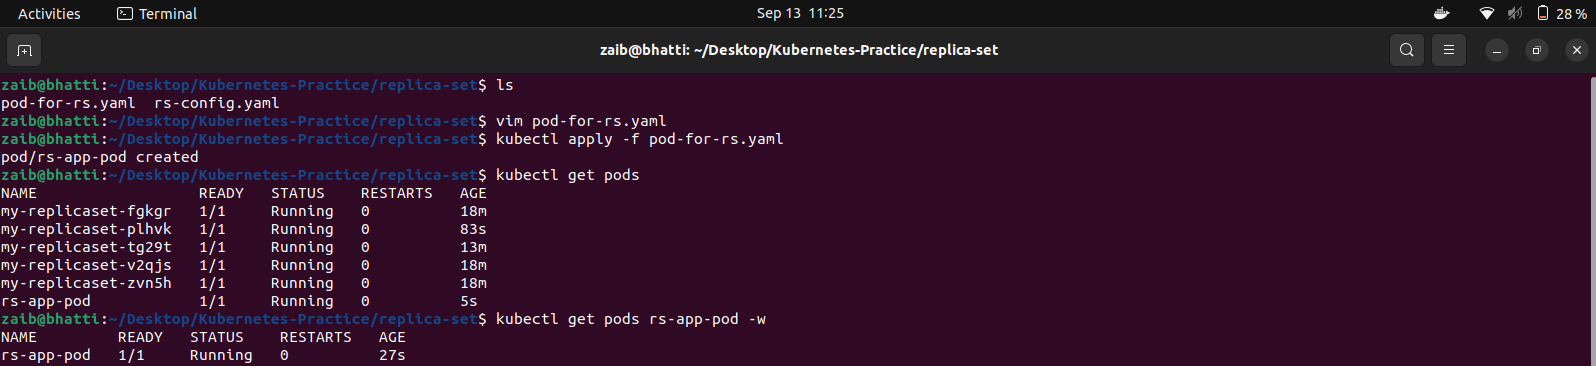 Activities Terminal Sep 13 11:25 28 %
zaib@bhatti: ~/Desktop/Kubernetes-Practice/replica-set
zaib@bhatti:~/Desktop/Kubernetes-Practice/replica-set$ ls
pod-for-rs.yaml  rs-config.yaml
zaib@bhatti:~/Desktop/Kubernetes-Practice/replica-set$ vim pod-for-rs.yaml
zaib@bhatti:~/Desktop/Kubernetes-Practice/replica-set$ kubectl apply -f pod-for-rs.yaml
pod/rs-app-pod created
zaib@bhatti:~/Desktop/Kubernetes-Practice/replica-set$ kubectl get pods
NAME                  READY   STATUS    RESTARTS   AGE
my-replicaset-fgkgr   1/1     Running   0          18m
my-replicaset-plhvk   1/1     Running   0          83s
my-replicaset-tg29t   1/1     Running   0          13m
my-replicaset-v2qjs   1/1     Running   0          18m
my-replicaset-zvn5h   1/1     Running   0          18m
rs-app-pod            1/1     Running   0          5s
zaib@bhatti:~/Desktop/Kubernetes-Practice/replica-set$ kubectl get pods rs-app-pod -w
NAME         READY   STATUS    RESTARTS   AGE
rs-app-pod   1/1     Running   0          27s